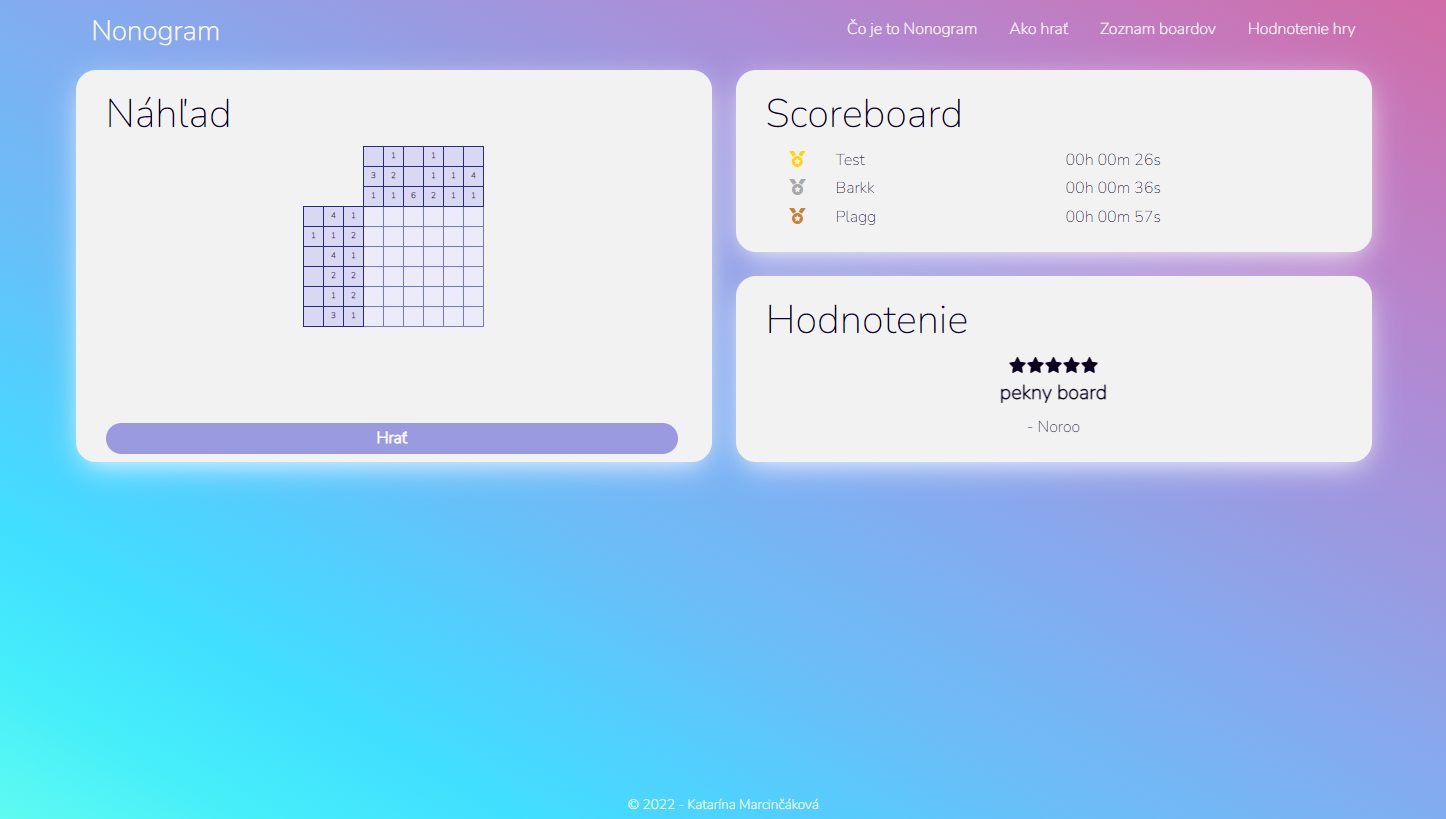 Nonogram
Čo je to Nonogram Ako hrať Zoznam boardov Hodnotenie hry
Náhľad
1 1
3 2 1 1 4
1 1 6 2 1 1
4 1
1 1 2
4 1
2 2
1 2
3 1
Hrať
Scoreboard
Test 00h 00m 26s
Barkk 00h 00m 36s
Plagg 00h 00m 57s
Hodnotenie
pekny board
- Noroo
© 2022 - Katarína Marcinčáková